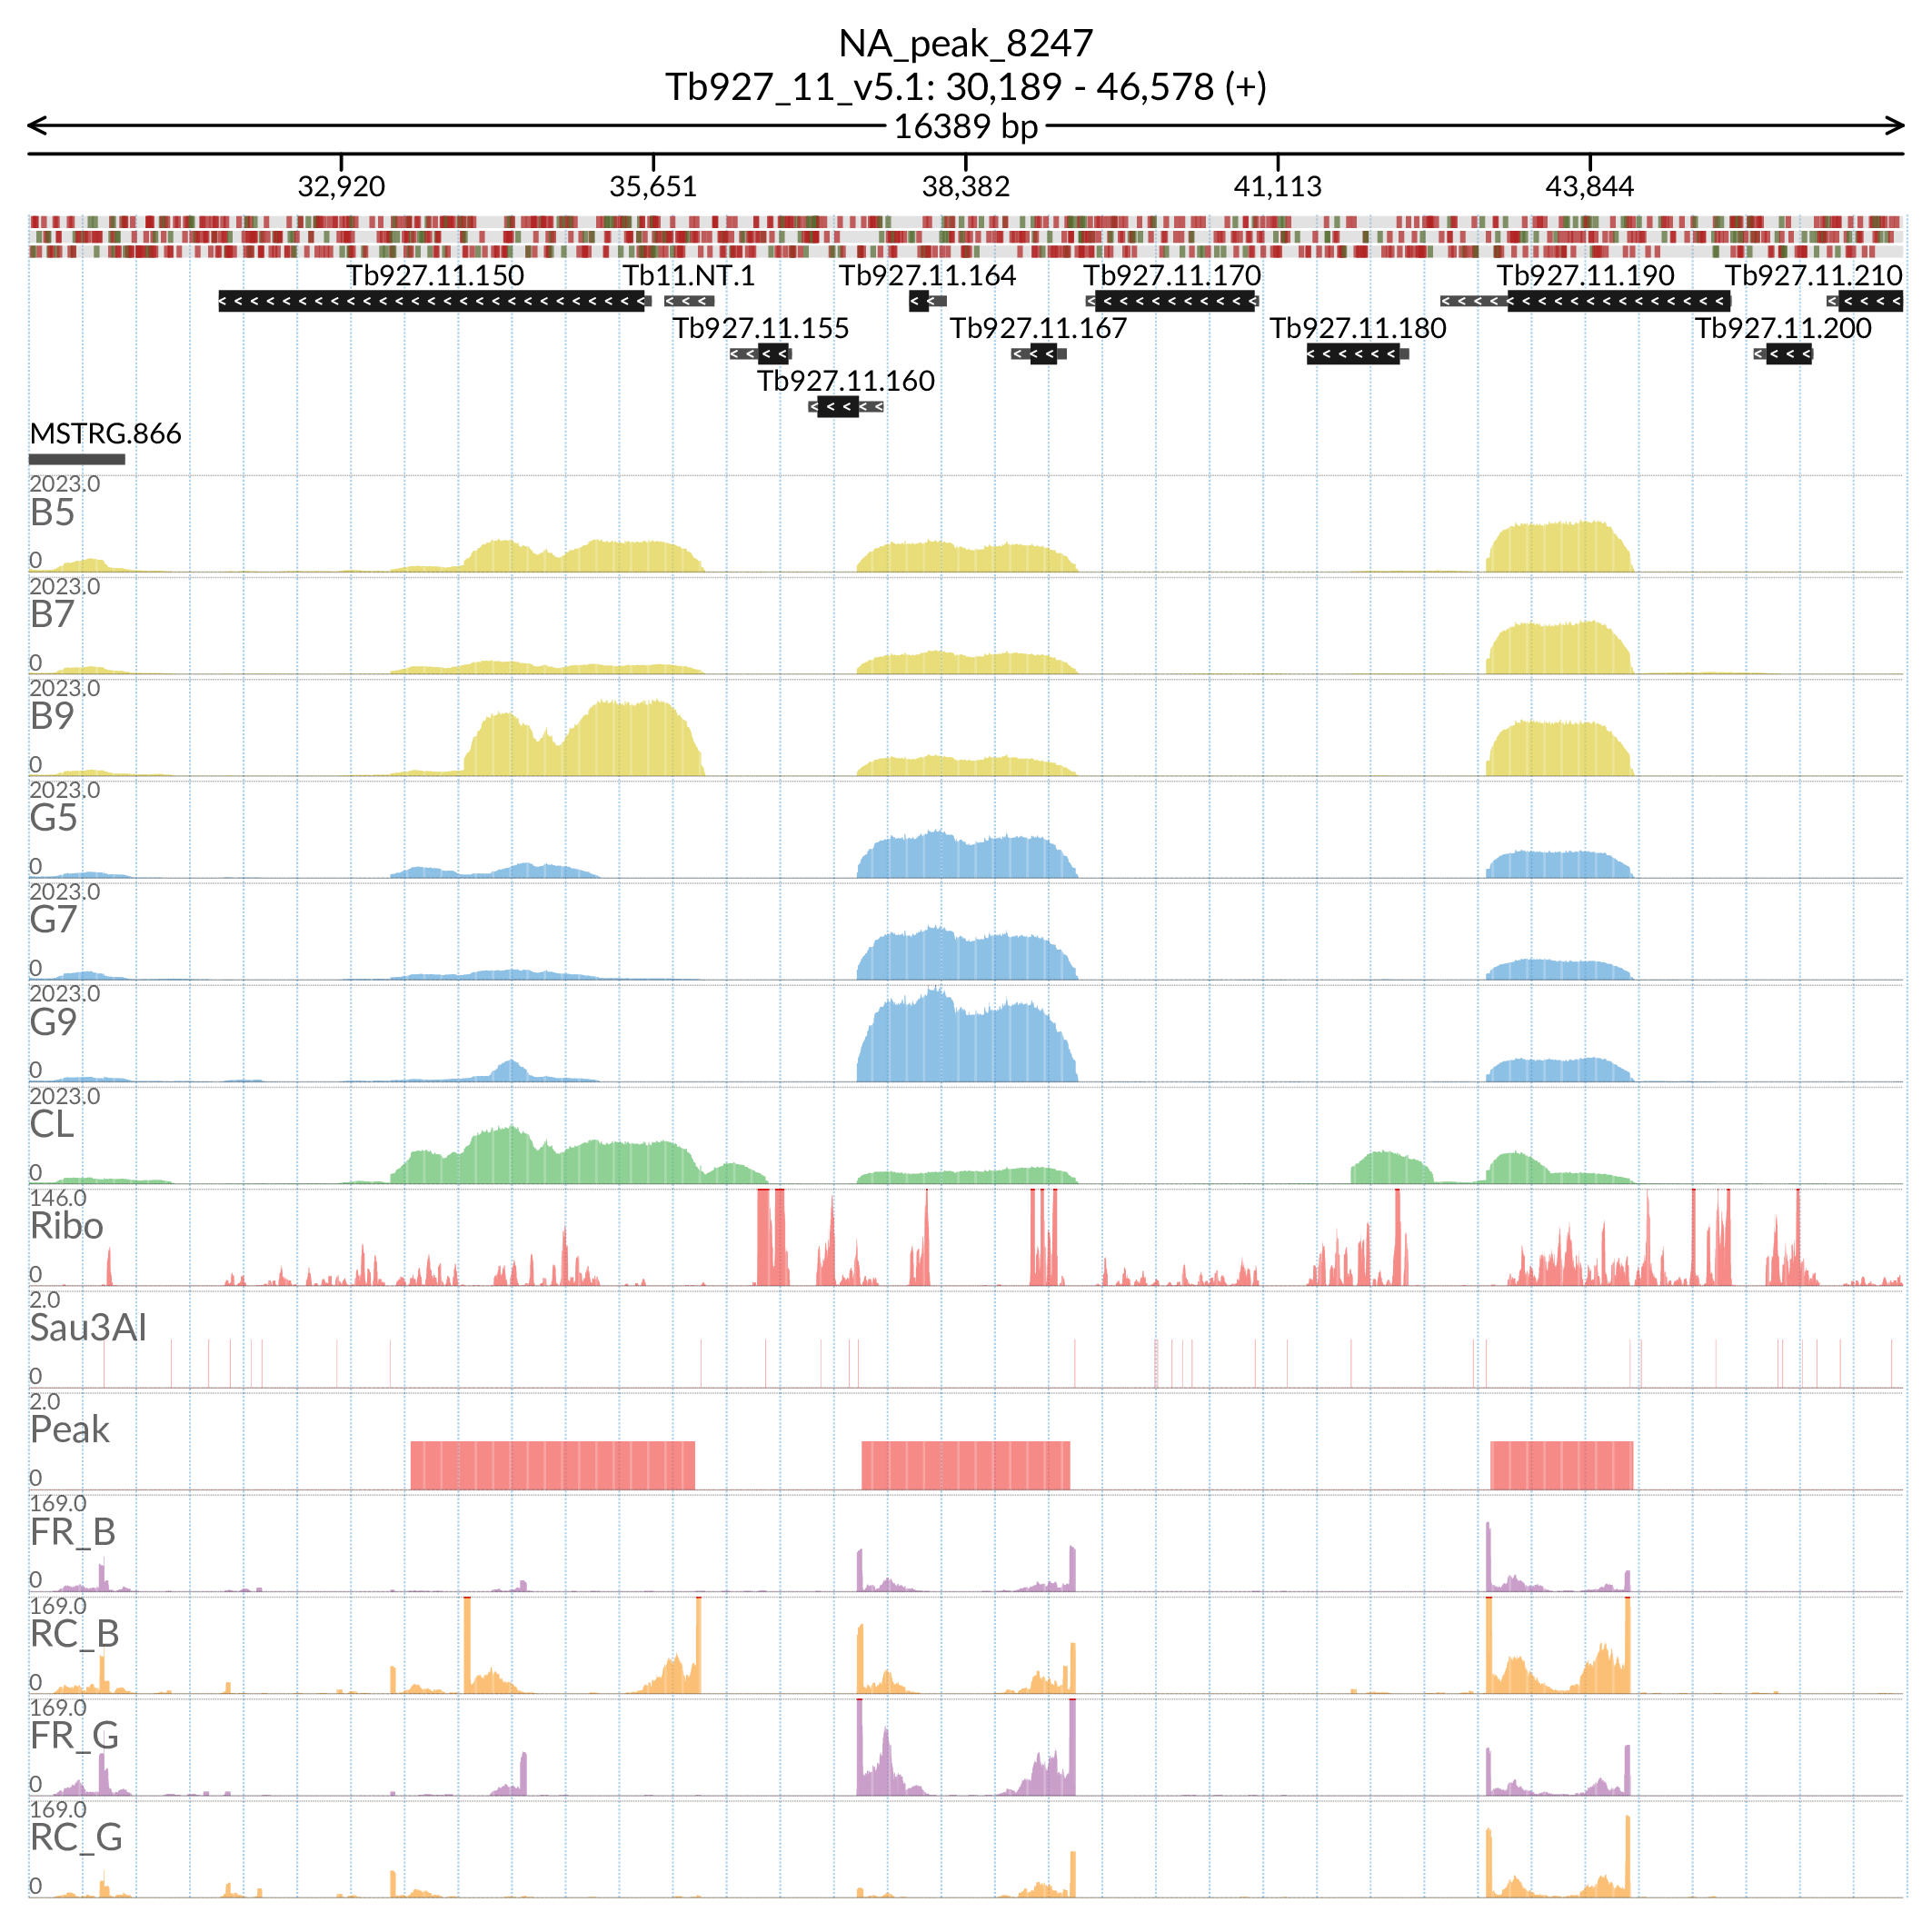 NA_peak_8247
Tb927_11_v5.1: 30,189 - 46,578 (+)
16389 bp
32,920 35,651 38,382 41,113 43,844
Tb927.11.150 Tb11.NT.1 Tb927.11.164 Tb927.11.170 Tb927.11.190 Tb927.11.210
Tb927.11.155 Tb927.11.167 Tb927.11.180 Tb927.11.200
Tb927.11.160
MSTRG.866
2023.0
B5
0
2023.0
B7
0
2023.0
B9
0
2023.0
G5
0
2023.0
G7
0
2023.0
G9
0
2023.0
CL
0
146.0
Ribo
0
2.0
Sau3AI
0
2.0
Peak
0
169.0
FR_B
0
169.0
RC_B
0
169.0
FR_G
0
169.0
RC_G
0